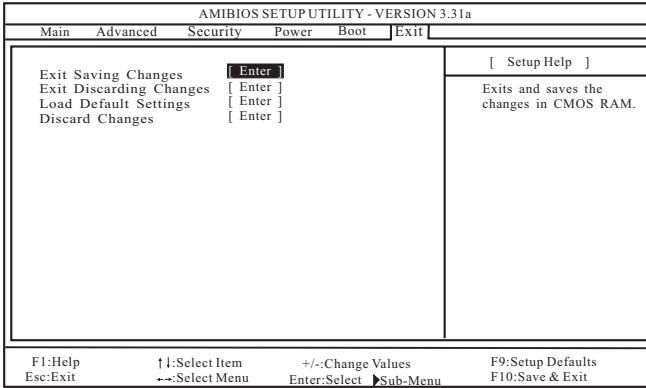 AMIBIOS SETUP UTILITY - VERSION 3.31a
Main Advanced Security Power Boot Exit
[ Setup Help ]
Exit Saving Changes [ Enter ]
Exit Discarding Changes [ Enter ]
Load Default Settings [ Enter ]
Discard Changes [ Enter ]
Exits and saves the
changes in CMOS RAM.
F1:Help ↑↓:Select Item +/-:Change Values F9:Setup Defaults
Esc:Exit ←→:Select Menu Enter:Select ▶Sub-Menu F10:Save & Exit